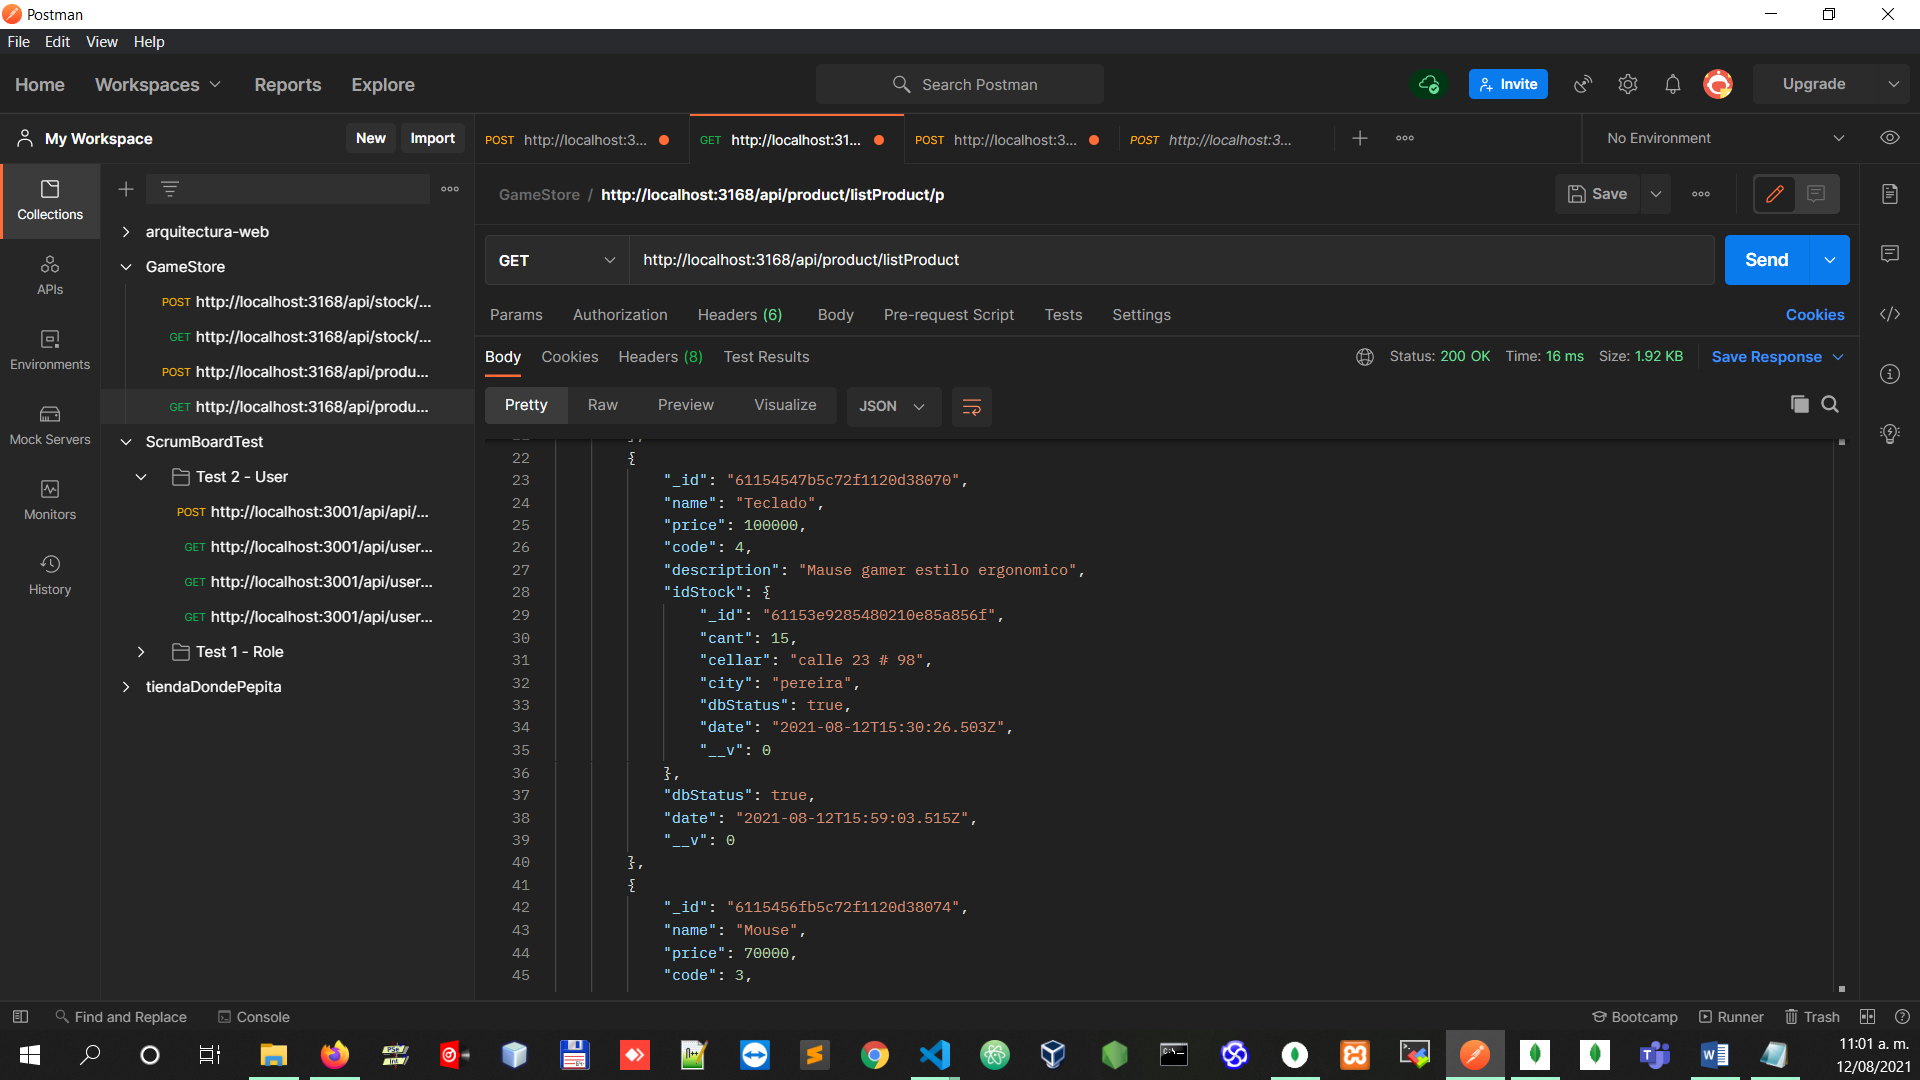 Postman
File Edit View Help
Home Workspaces Reports Explore Search Postman Invite Upgrade
My Workspace New Import
POST http://localhost:3... GET http://localhost:31... POST http://localhost:3... POST http://localhost:3... No Environment
Collections
APIs
Environments
Mock Servers
Monitors
History
arquitectura-web
GameStore
POST http://localhost:3168/api/stock/...
GET http://localhost:3168/api/stock/...
POST http://localhost:3168/api/produ...
GET http://localhost:3168/api/produ...
ScrumBoardTest
Test 2 - User
POST http://localhost:3001/api/api/...
GET http://localhost:3001/api/user...
GET http://localhost:3001/api/user...
GET http://localhost:3001/api/user...
Test 1 - Role
tiendaDondePepita
GameStore / http://localhost:3168/api/product/listProduct/p Save
GET http://localhost:3168/api/product/listProduct Send
Params Authorization Headers (6) Body Pre-request Script Tests Settings Cookies
Body Cookies Headers (8) Test Results Status: 200 OK Time: 16 ms Size: 1.92 KB Save Response
Pretty Raw Preview Visualize JSON
22 {
23 "_id": "61154547b5c72f1120d38070",
24 "name": "Teclado",
25 "price": 100000,
26 "code": 4,
27 "description": "Mause gamer estilo ergonomico",
28 "idStock": {
29 "_id": "61153e9285480210e85a856f",
30 "cant": 15,
31 "cellar": "calle 23 # 98",
32 "city": "pereira",
33 "dbStatus": true,
34 "date": "2021-08-12T15:30:26.503Z",
35 "__v": 0
36 },
37 "dbStatus": true,
38 "date": "2021-08-12T15:59:03.515Z",
39 "__v": 0
40 },
41 {
42 "_id": "6115456fb5c72f1120d38074",
43 "name": "Mouse",
44 "price": 70000,
45 "code": 3,
Find and Replace Console Bootcamp Runner Trash
11:01 a. m.
12/08/2021